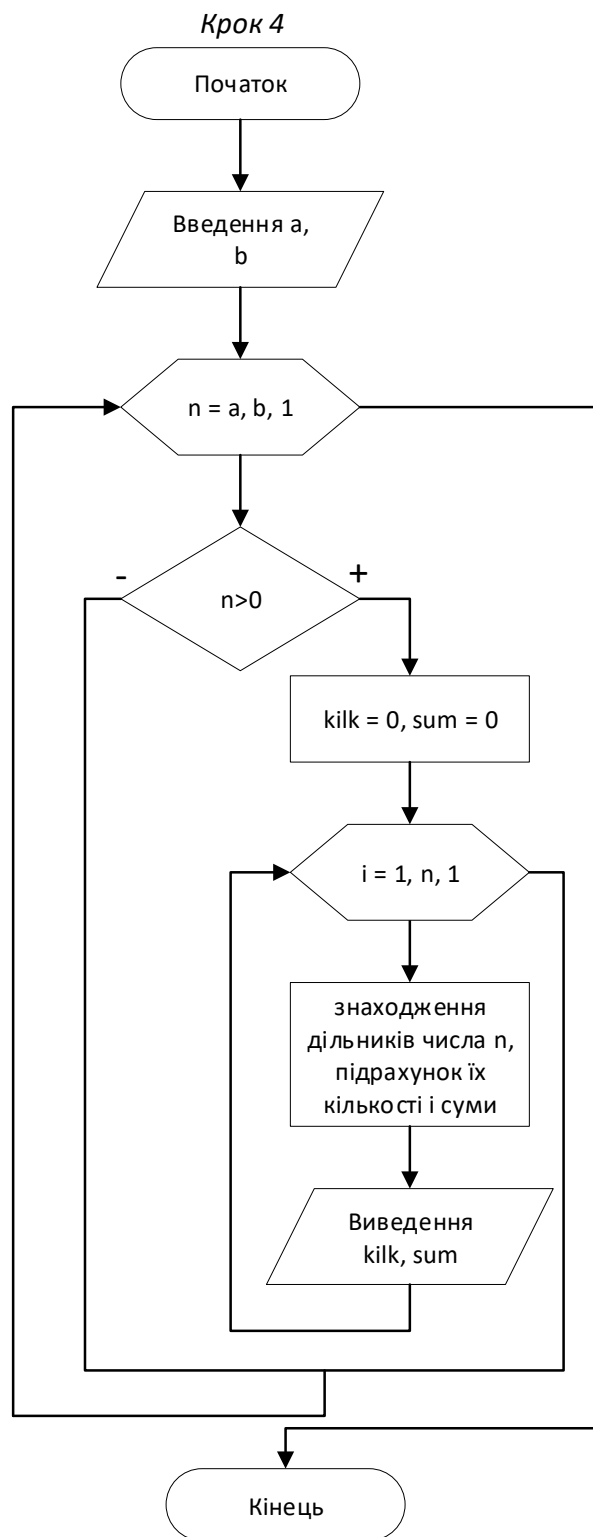 Крок 4
Початок
Введення a,
b
n = a, b, 1
-
+
n>0
kilk = 0, sum = 0
i = 1, n, 1
знаходження
дільників числа n,
підрахунок їх
кількості і суми
Виведення
kilk, sum
Кінець